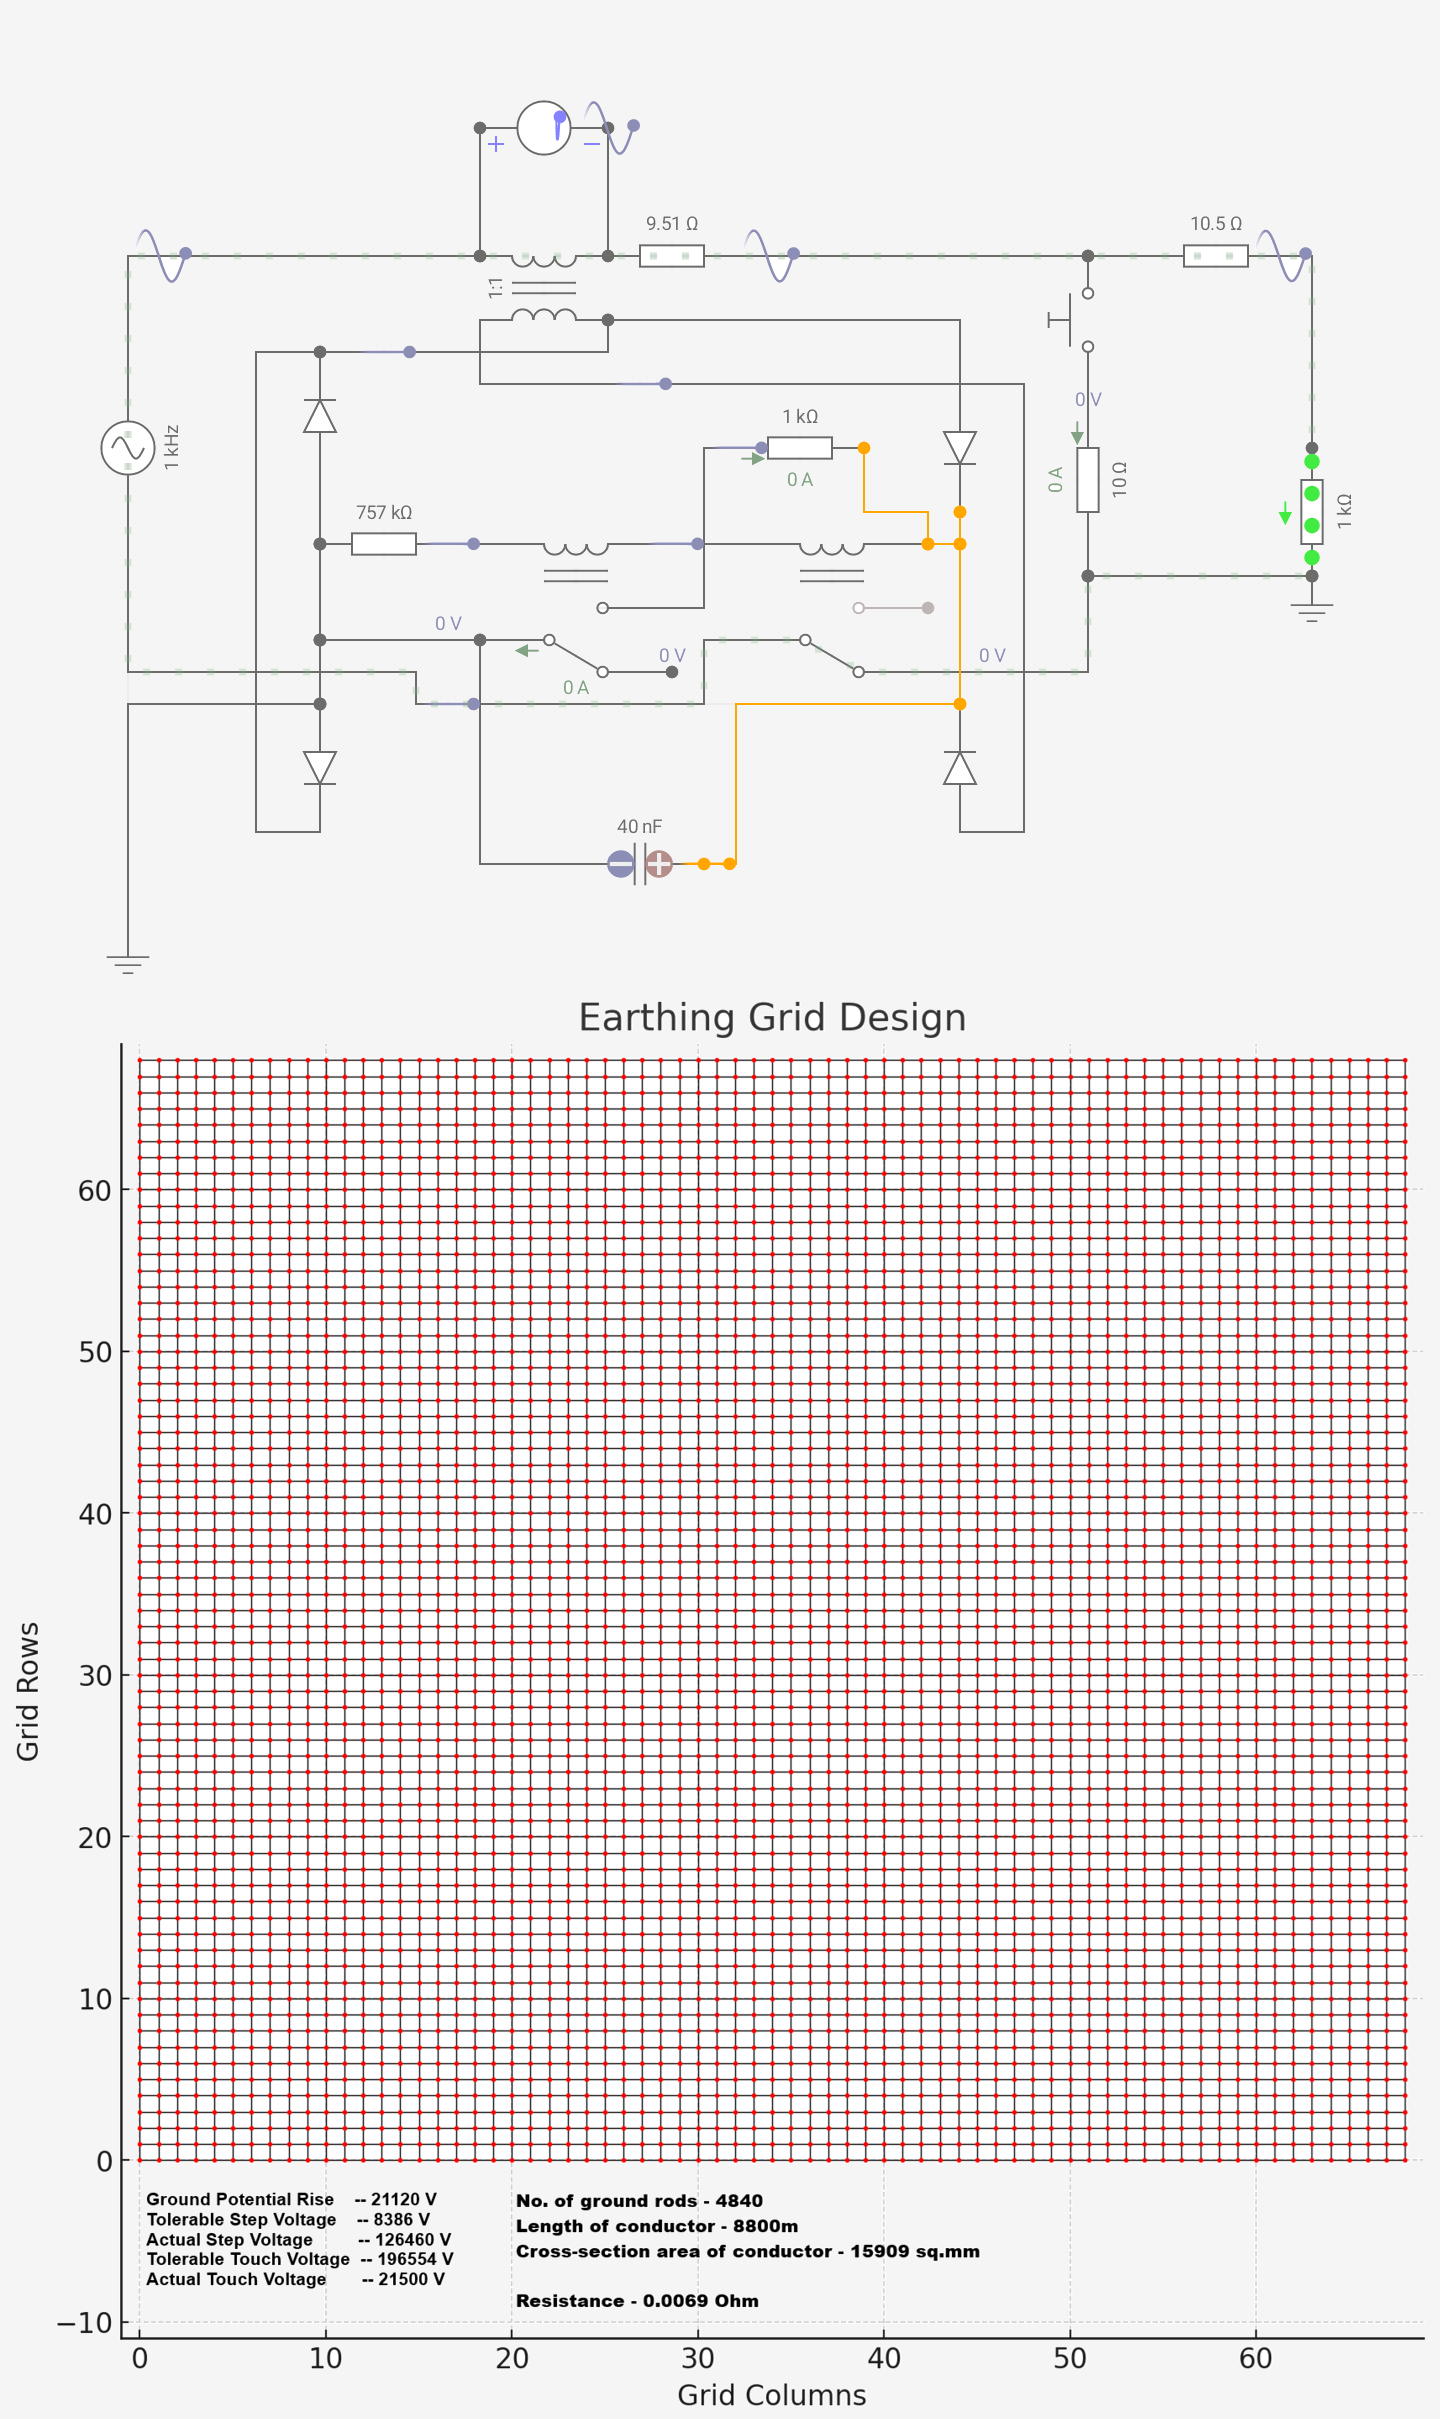 +
−
9.51 Ω
10.5 Ω
1:1
1 kHz
0 V
1 kΩ
0 A
0 A
10 Ω
1 kΩ
757 kΩ
0 V
0 V
0 V
0 A
40 nF
Earthing Grid Design
Grid Rows
60
50
40
30
20
10
0
−10
Ground Potential Rise -- 21120 V
Tolerable Step Voltage -- 8386 V
Actual Step Voltage -- 126460 V
Tolerable Touch Voltage -- 196554 V
Actual Touch Voltage -- 21500 V
No. of ground rods - 4840
Length of conductor - 8800m
Cross-section area of conductor - 15909 sq.mm
Resistance - 0.0069 Ohm
0 10 20 30 40 50 60
Grid Columns